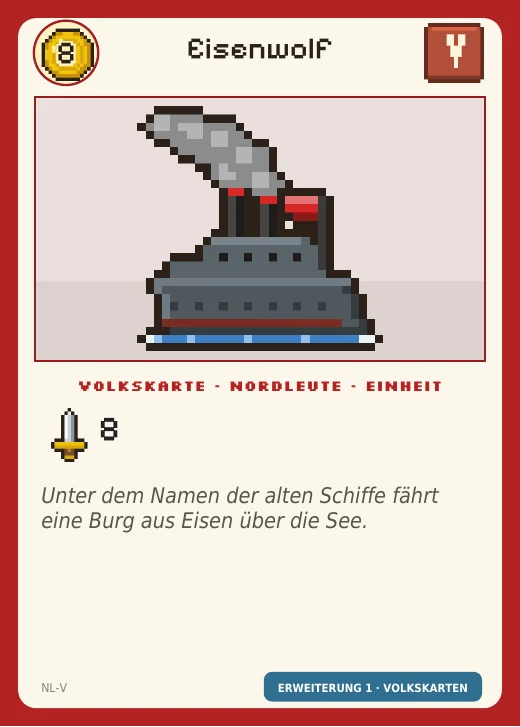 8
Eisenwolf
VOLKSKARTE · NORDLEUTE · EINHEIT
8
Unter dem Namen der alten Schiffe fährt
eine Burg aus Eisen über die See.
NL-V
ERWEITERUNG 1 · VOLKSKARTEN